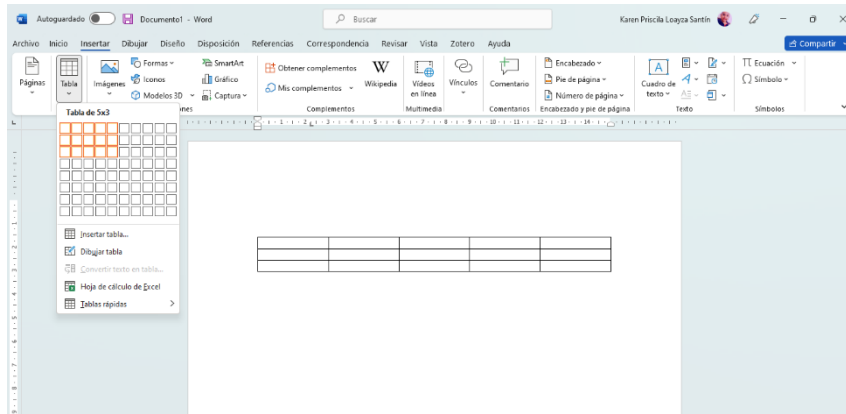 Autoguardado Documento1 - Word Buscar Karen Priscila Loayza Santín
Archivo Inicio Insertar Dibujar Diseño Disposición Referencias Correspondencia Revisar Vista Zotero Ayuda Compartir
Páginas
Tabla
Imágenes
Formas
Iconos
Modelos 3D
SmartArt
Gráfico
Captura
Obtener complementos
Mis complementos
Wikipedia
Complementos
Vídeos en línea
Multimedia
Vínculos
Comentario
Comentarios
Encabezado
Pie de página
Número de página
Encabezado y pie de página
Cuadro de texto
Texto
Ecuación
Símbolo
Símbolos
Tabla de 5x3
Insertar tabla...
Dibujar tabla
Convertir texto en tabla...
Hoja de cálculo de Excel
Tablas rápidas